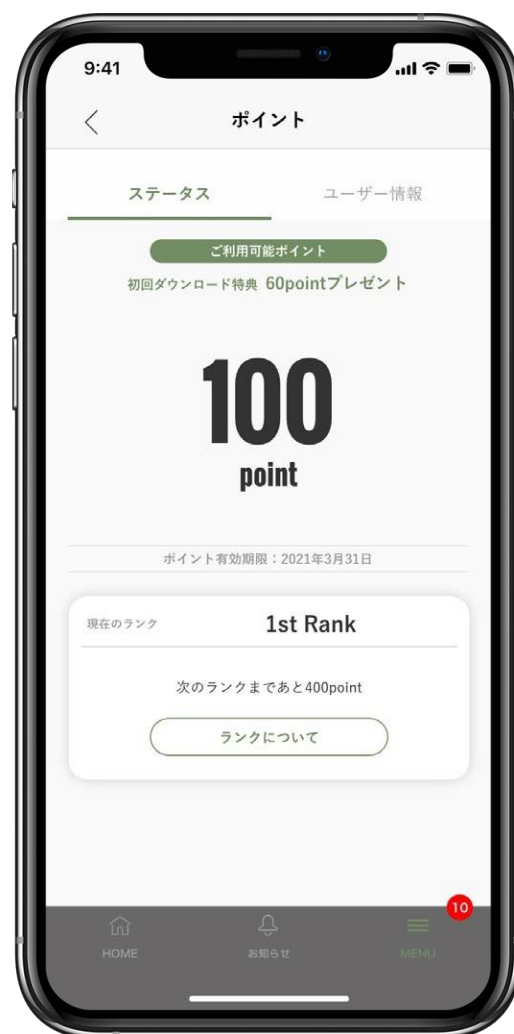 9:41
ポイント
ステータス
ユーザー情報
ご利用可能ポイント
初回ダウンロード特典 60pointプレゼント
100
point
ポイント有効期限：2021年3月31日
現在のランク
1st Rank
次のランクまであと400point
ランクについて
10
HOME
お知らせ
MENU